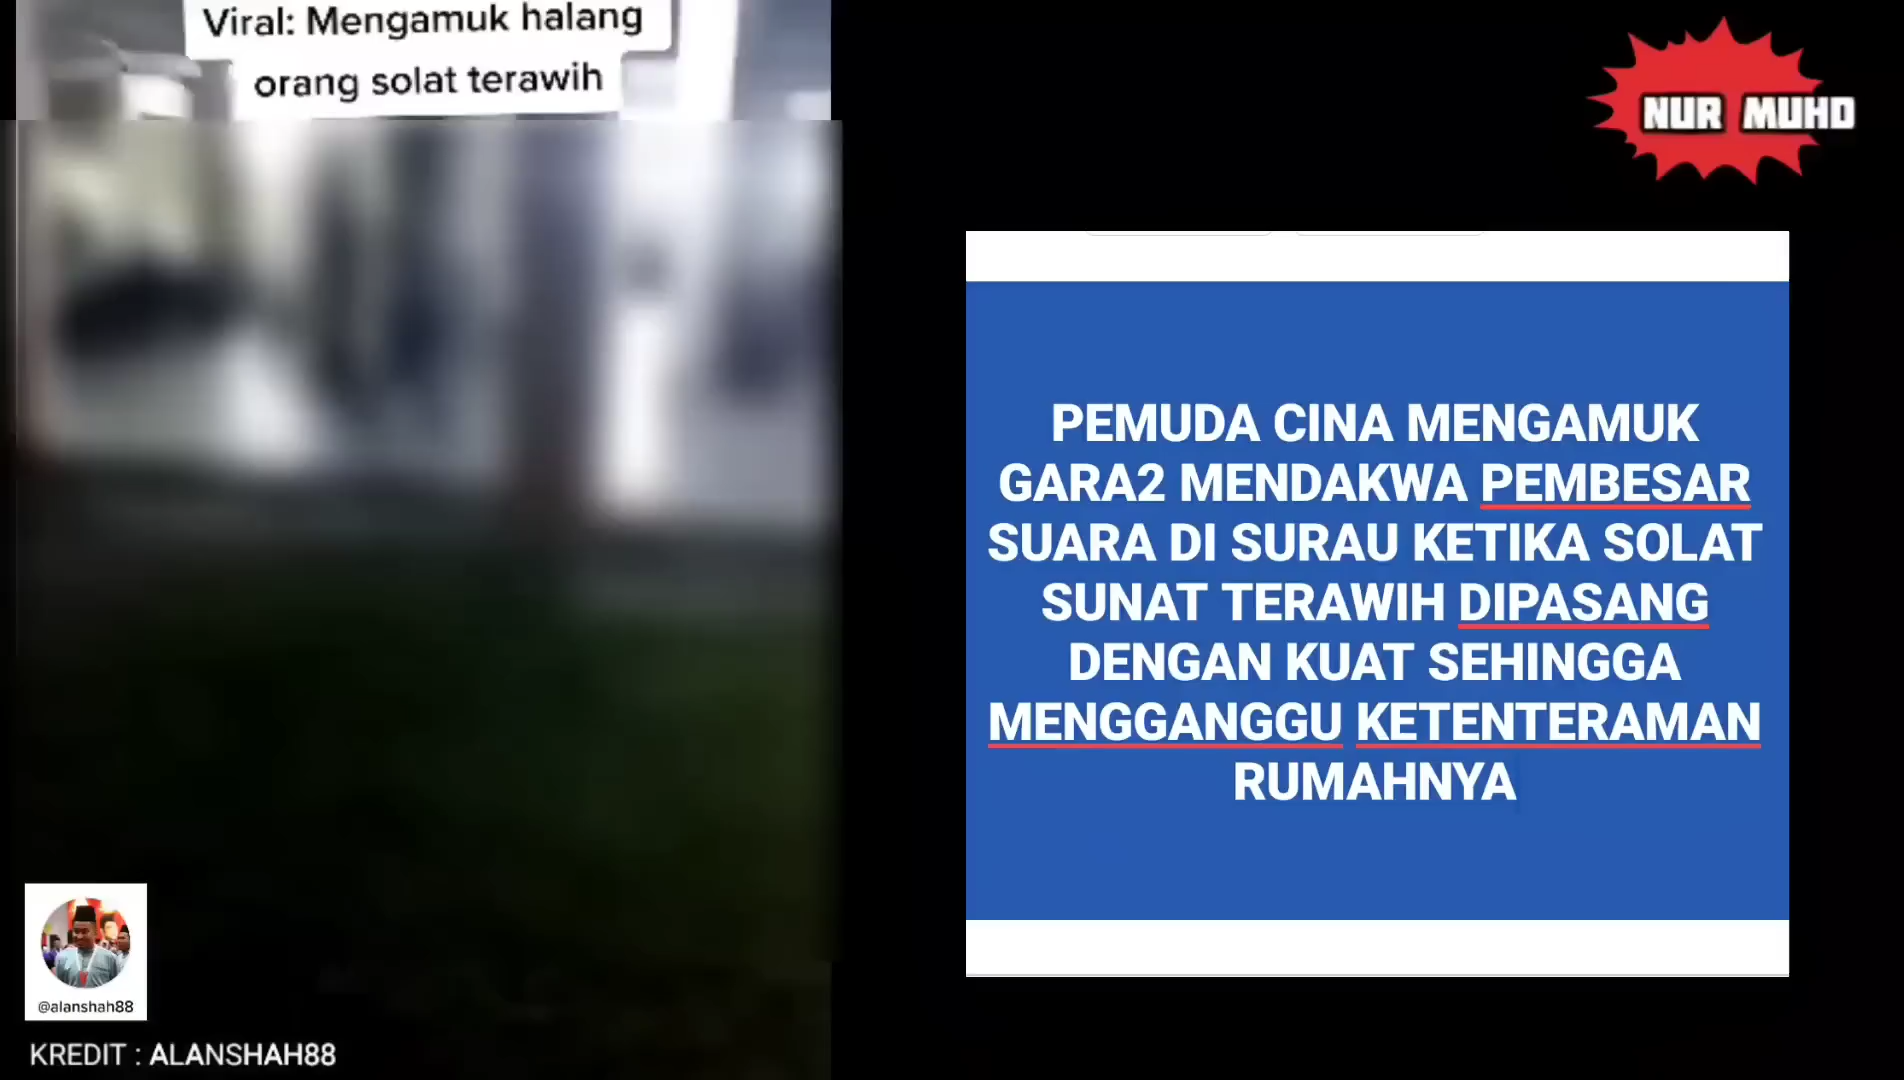 Viral: Mengamuk halang
orang solat terawih
NUR MUHD
PEMUDA CINA MENGAMUK
GARA2 MENDAKWA PEMBESAR
SUARA DI SURAU KETIKA SOLAT
SUNAT TERAWIH DIPASANG
DENGAN KUAT SEHINGGA
MENGGANGGU KETENTERAMAN
RUMAHNYA
@alanshah88
KREDIT : ALANSHAH88